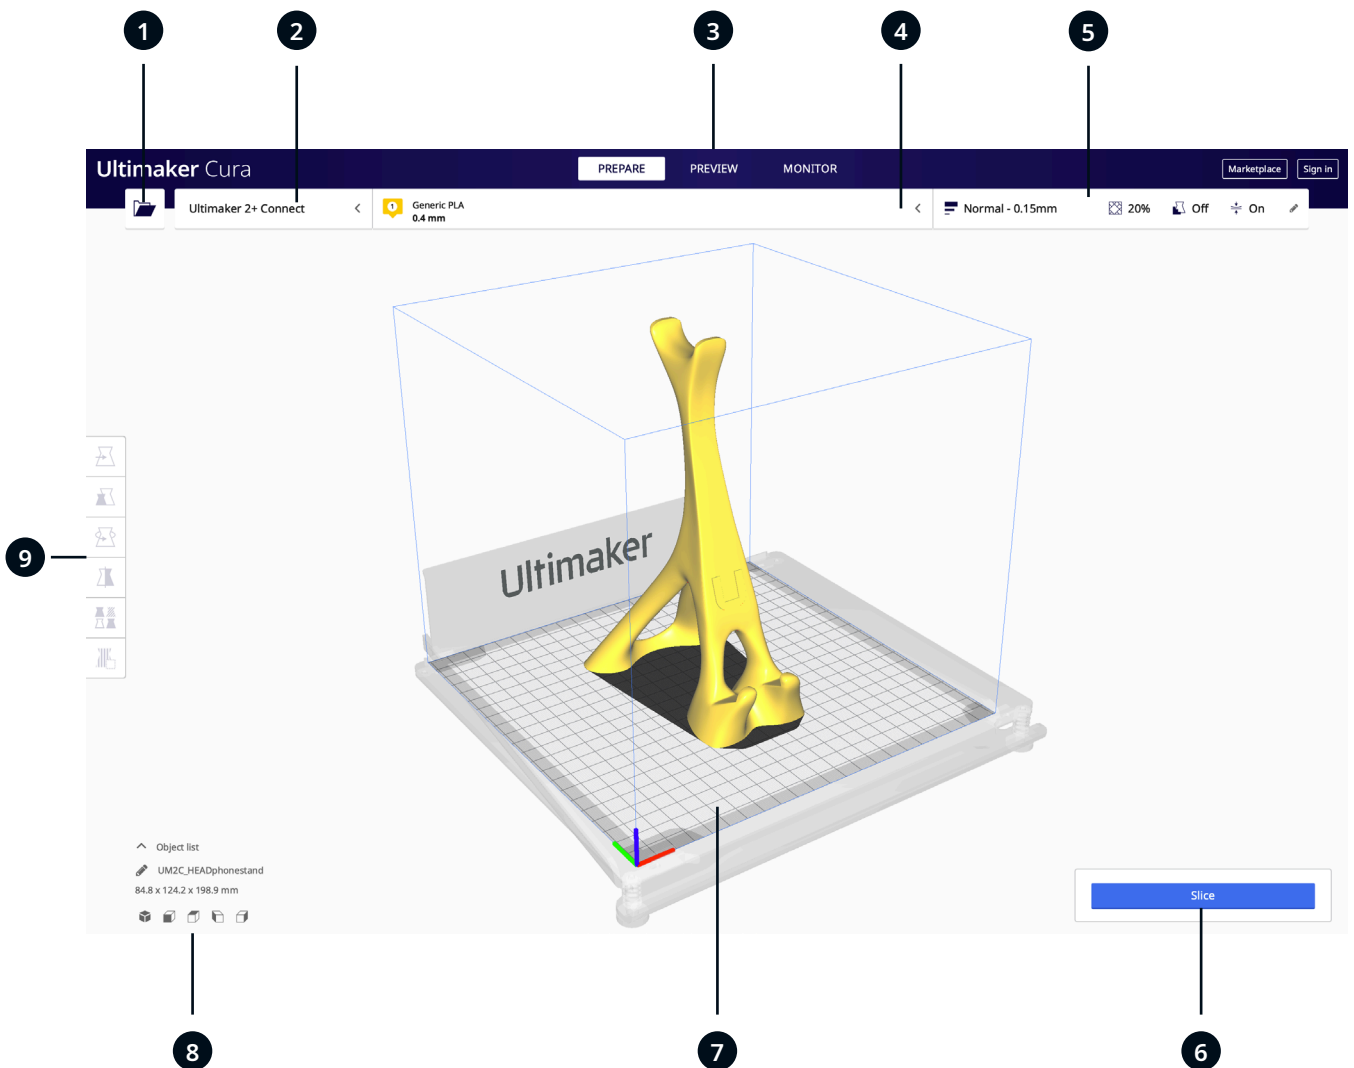 1 2 3 4 5
Ultimaker Cura PREPARE PREVIEW MONITOR Marketplace Sign in
Ultimaker 2+ Connect 1 Generic PLA Normal - 0.15mm 20% Off On
0.4 mm
Ultimaker
U
9
Object list
UM2C_HEADphonestand
84.8 x 124.2 x 198.9 mm
Slice
8 7 6